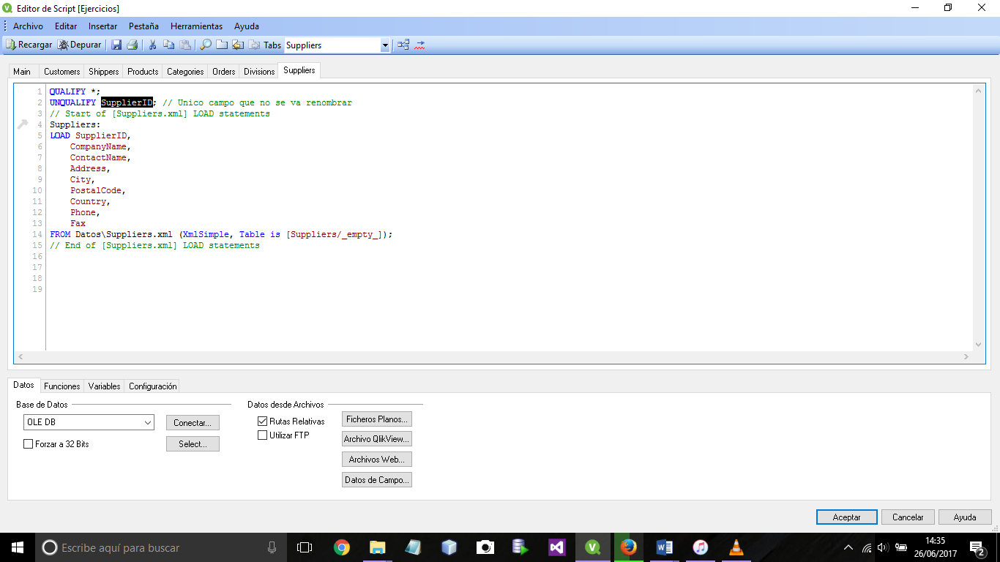 Editor de Script [Ejercicios]
Archivo Editar Insertar Pestaña Herramientas Ayuda
Recargar Depurar Tabs Suppliers
Main Customers Shippers Products Categories Orders Divisions Suppliers
1 QUALIFY *;
2 UNQUALIFY SupplierID; // Unico campo que no se va renombrar
3 // Start of [Suppliers.xml] LOAD statements
4 Suppliers:
5 LOAD SupplierID,
6 CompanyName,
7 ContactName,
8 Address,
9 City,
10 PostalCode,
11 Country,
12 Phone,
13 Fax
14 FROM Datos\Suppliers.xml (XmlSimple, Table is [Suppliers/_empty_]);
15 // End of [Suppliers.xml] LOAD statements
16
17
18
19
Datos Funciones Variables Configuración
Base de Datos
OLE DB
Conectar...
Forzar a 32 Bits
Select...
Datos desde Archivos
Rutas Relativas
Utilizar FTP
Ficheros Planos...
Archivo QlikView...
Archivos Web...
Datos de Campo...
Aceptar Cancelar Ayuda
Escribe aquí para buscar
14:35
26/06/2017
2